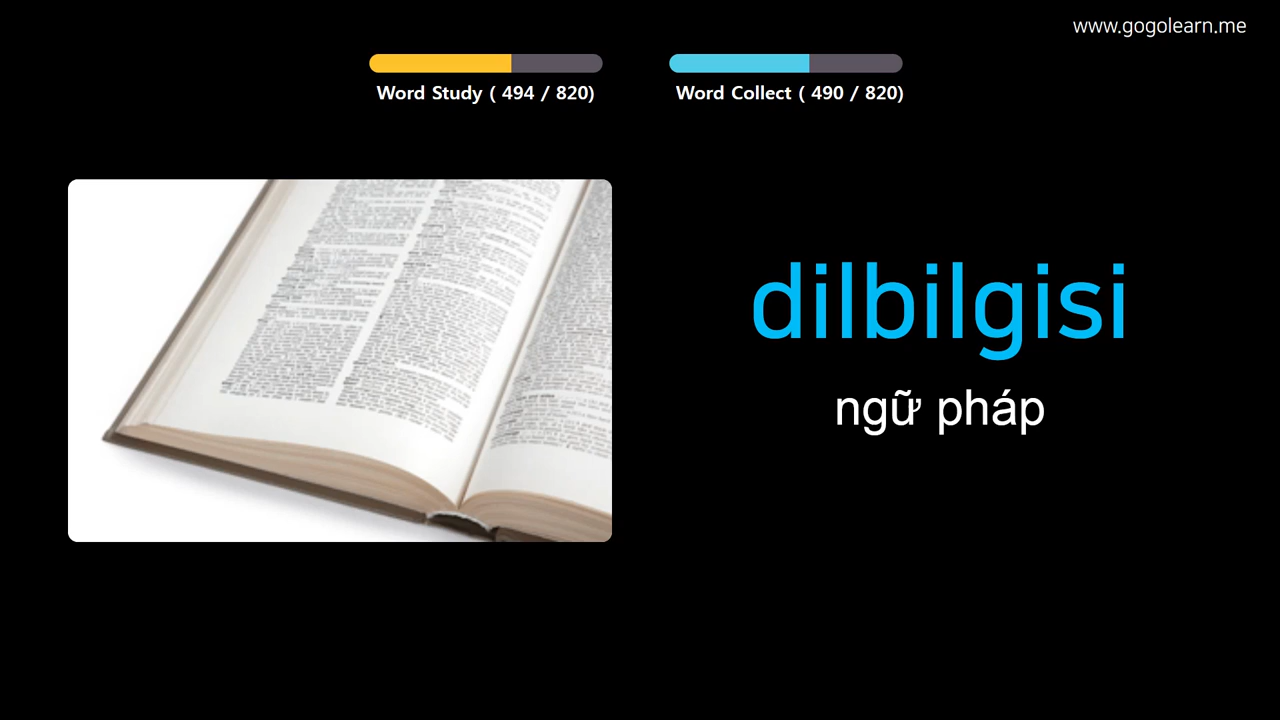 www.gogolearn.me
Word Study ( 494 / 820)
Word Collect ( 490 / 820)
dilbilgisi
ngữ pháp